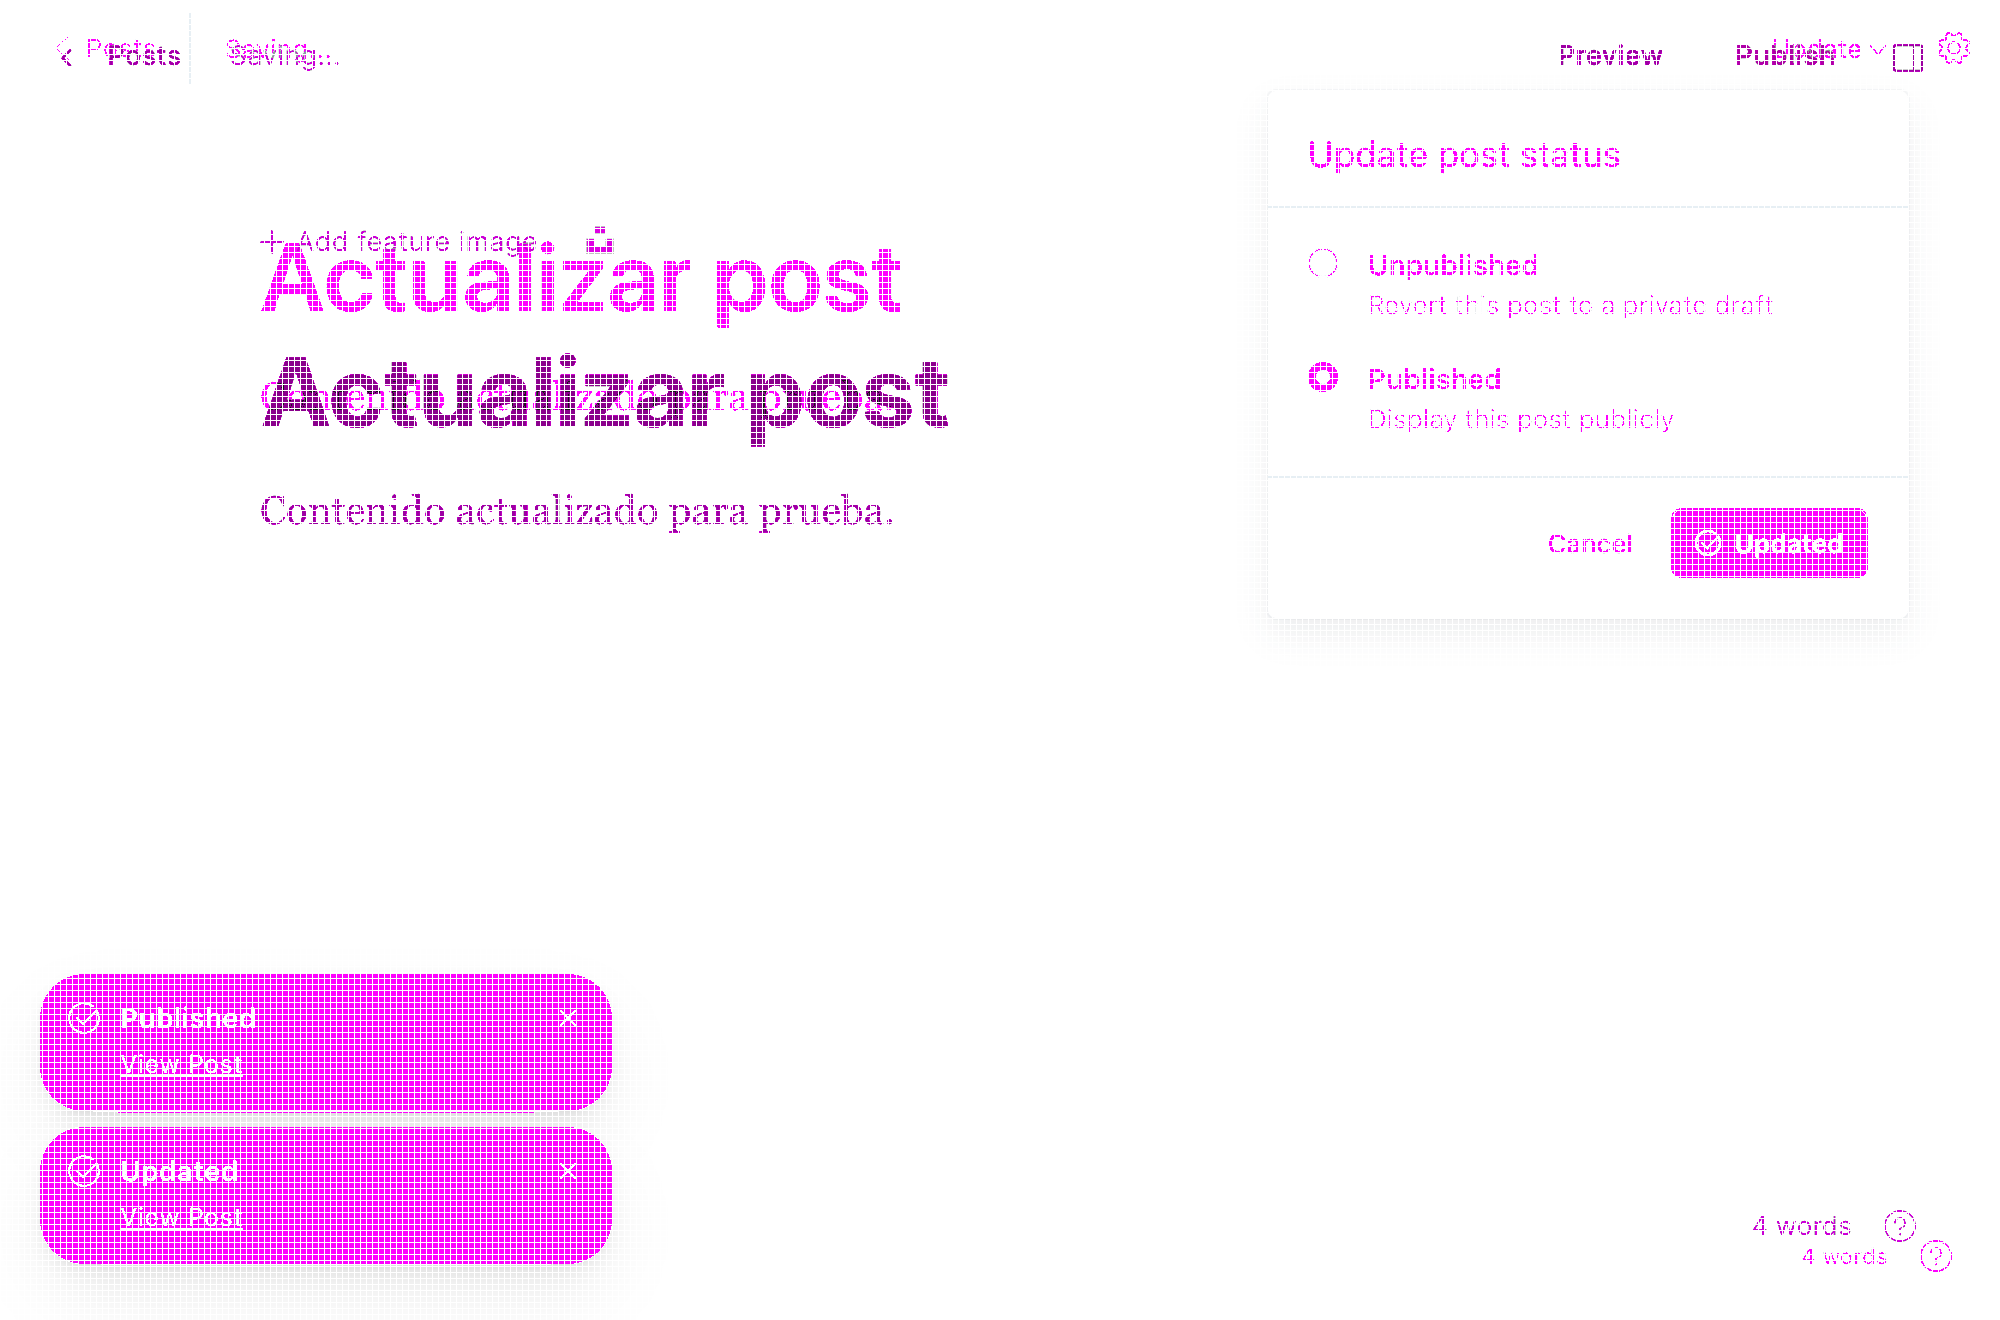 Posts Saving...
Posts Saving...
Preview Publish
Update
Update post status
Unpublished
Revert this post to a private draft
Published
Display this post publicly
Cancel Updated
+ Add feature image
Actualizar post
Actualizar post
Contenido actualizado para prueba.
Contenido actualizado para prueba.
Published
View Post
Updated
View Post
4 words ?
4 words ?